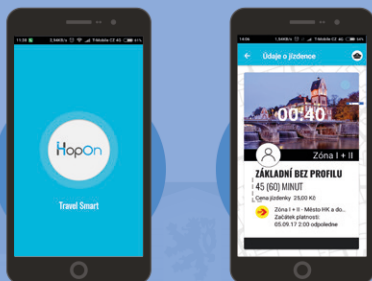 HopOn
Travel Smart
Údaje o jízdence
00:40
Zóna I + II
ZÁKLADNÍ BEZ PROFILU
45 (60) MINUT
Cena jízdenky 25,00 Kč
Zóna I + II - Město HK a do...
Začátek platnosti:
05.09.17 2:00 odpoledne